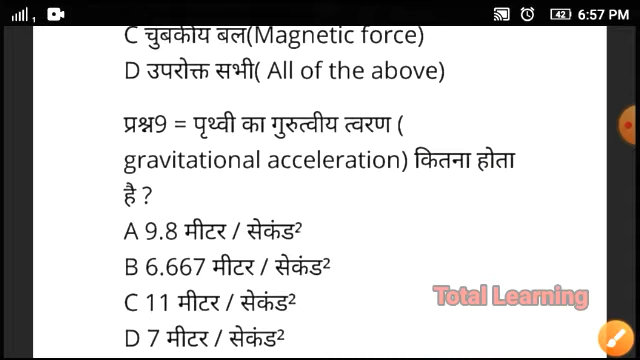 42 6:57 PM
C चुबकीय बल(Magnetic force)
D उपरोक्त सभी( All of the above)
प्रश्न9 = पृथ्वी का गुरुत्वीय त्वरण (
gravitational acceleration) कितना होता
है ?
A 9.8 मीटर / सेकंड²
B 6.667 मीटर / सेकंड²
C 11 मीटर / सेकंड²
Total Learning
D 7 मीटर / सेकंड²